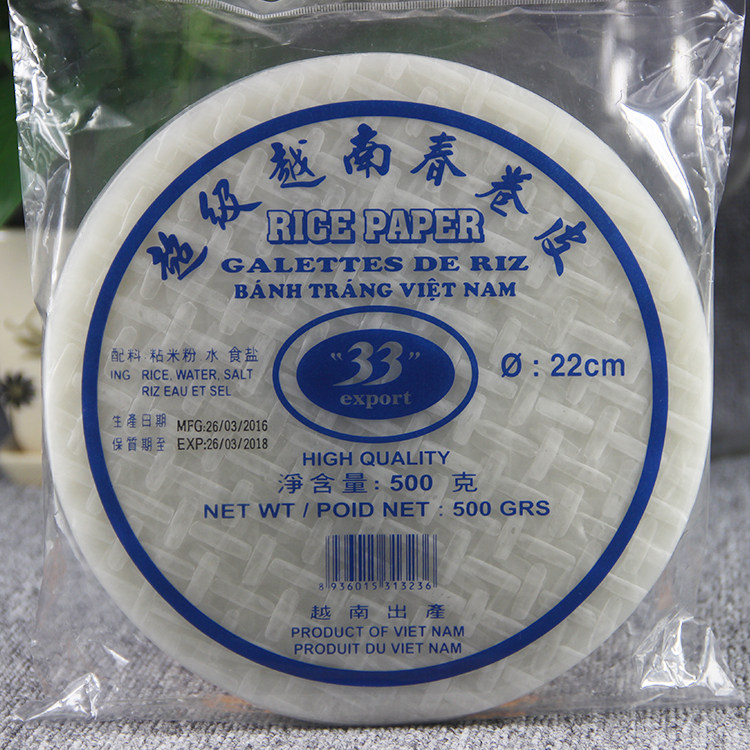 超级越南春卷皮
RICE PAPER
GALETTES DE RIZ
BÁNH TRÁNG VIỆT NAM
配料 粘米粉 水 食盐
ING RICE, WATER, SALT
RIZ EAU ET SEL
生產日期 MFG:26/03/2016
保質期至 EXP:26/03/2018
"33"
export
Ø : 22cm
HIGH QUALITY
淨含量: 500 克
NET WT / POID NET : 500 GRS
8 936015 313236
越南出產
PRODUCT OF VIET NAM
PRODUIT DU VIET NAM